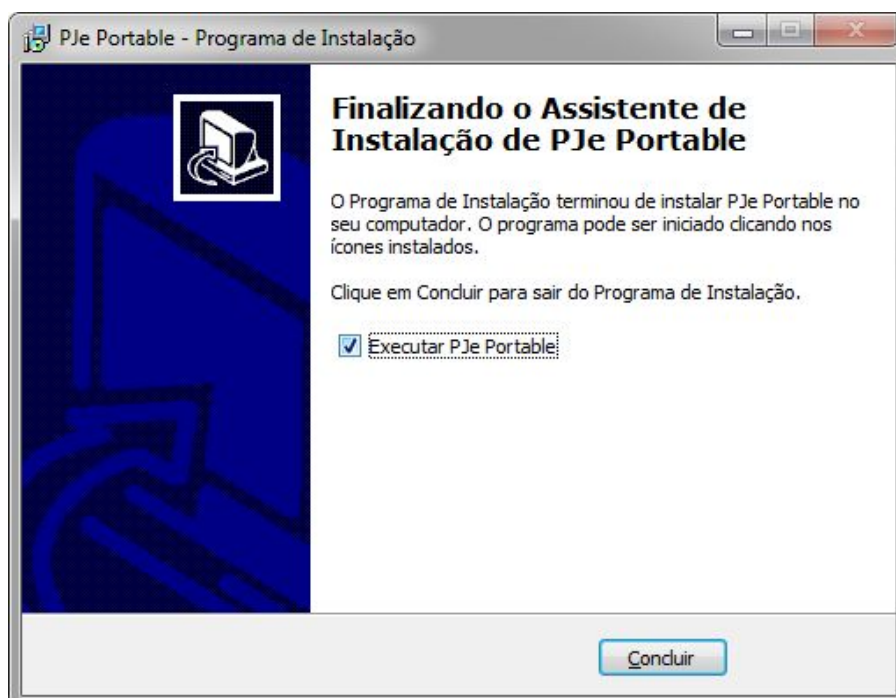 PJe Portable - Programa de Instalação
Finalizando o Assistente de
Instalação de PJe Portable
O Programa de Instalação terminou de instalar PJe Portable no
seu computador. O programa pode ser iniciado clicando nos
ícones instalados.
Clique em Concluir para sair do Programa de Instalação.
Executar PJe Portable
Concluir